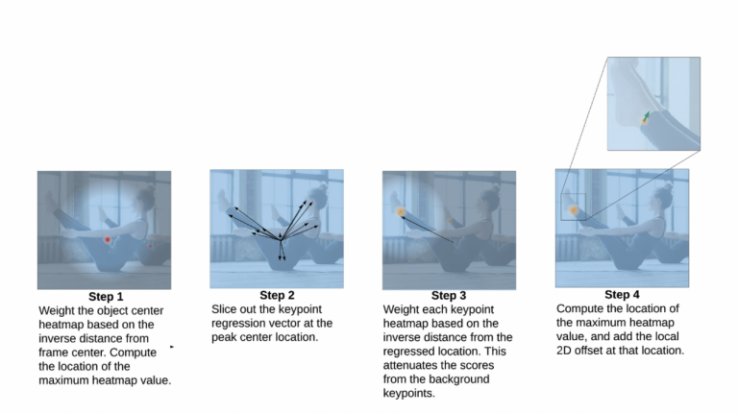 Step 1
Weight the object center
heatmap based on the
inverse distance from
frame center. Compute
the location of the
maximum heatmap value.
Step 2
Slice out the keypoint
regression vector at the
peak center location.
Step 3
Weight each keypoint
heatmap based on the
inverse distance from the
regressed location. This
attenuates the scores
from the background
keypoints.
Step 4
Compute the location of
the maximum heatmap
value, and add the local
2D offset at that location.